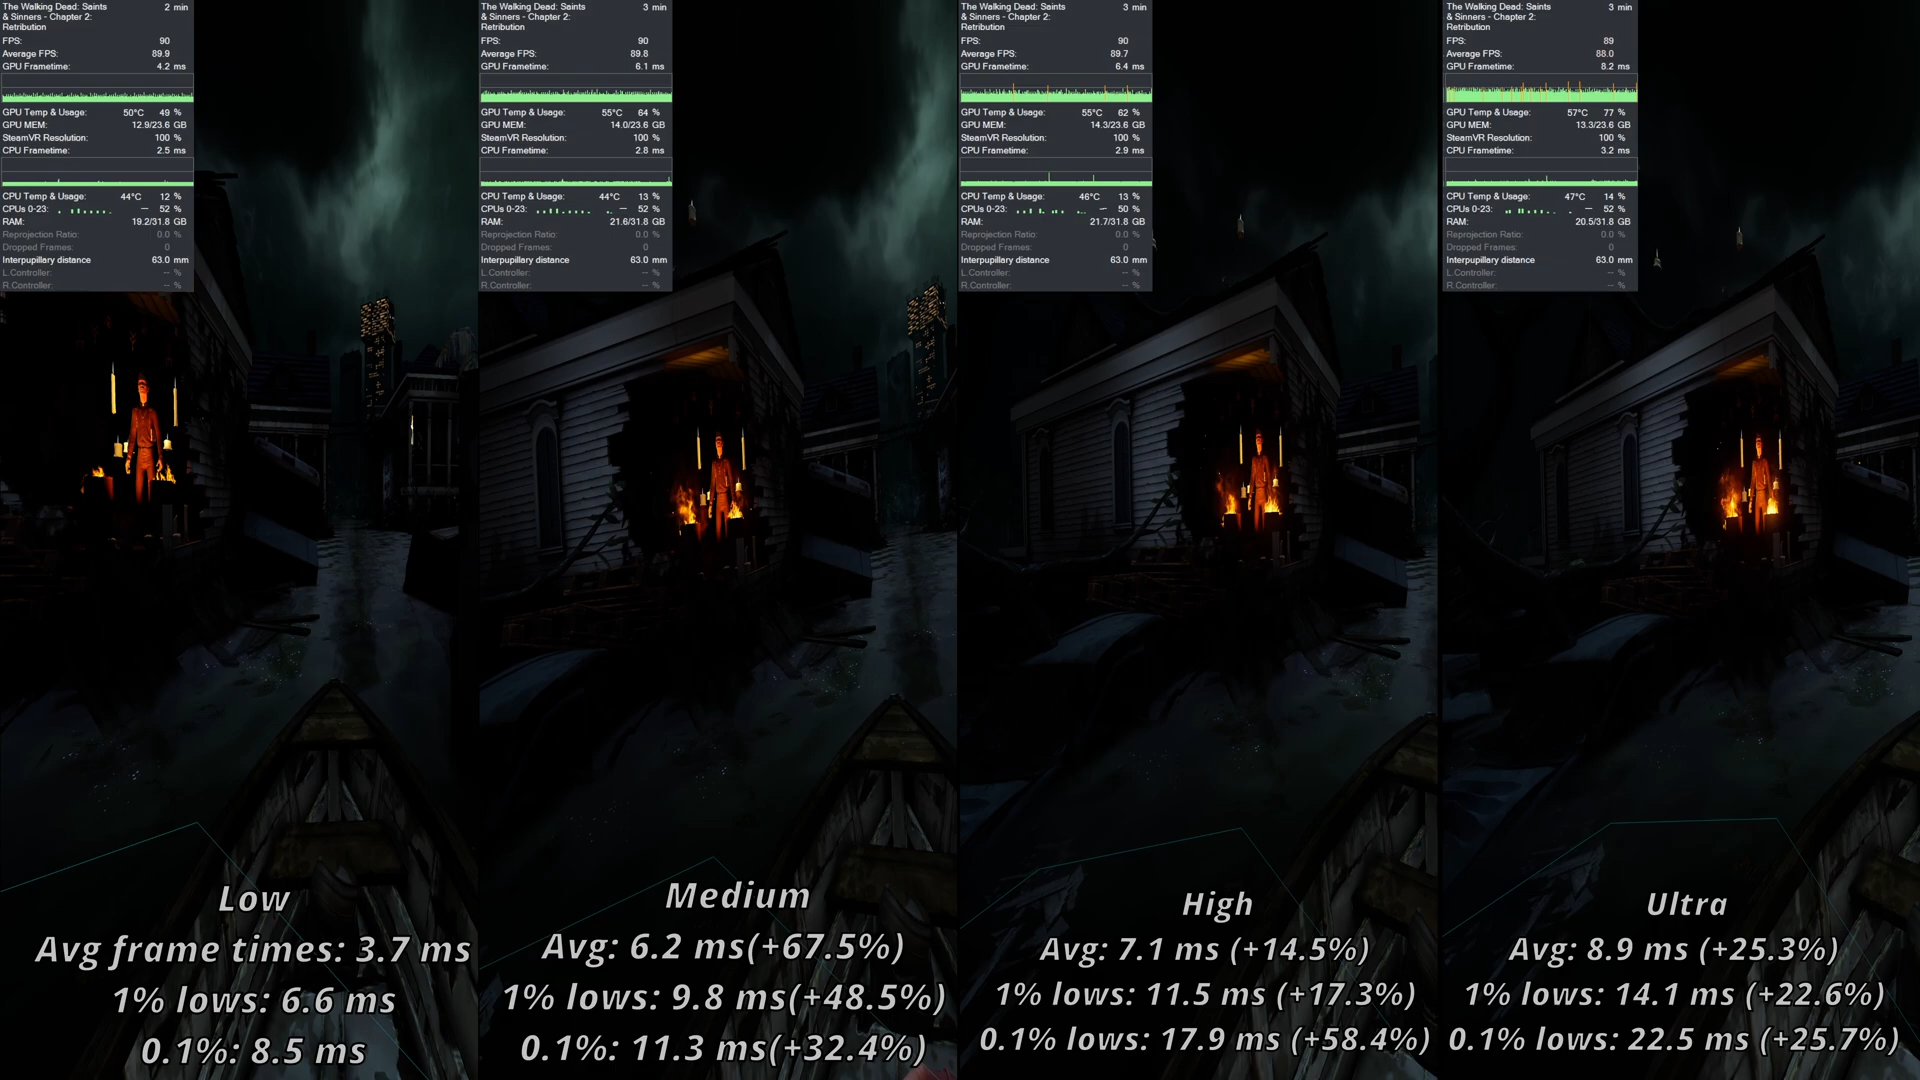 The Walking Dead: Saints 2 min
& Sinners - Chapter 2:
Retribution
FPS: 90
Average FPS: 89.9
GPU Frametime: 4.2 ms
GPU Temp & Usage: 50°C 49 %
GPU MEM: 12.9/23.6 GB
SteamVR Resolution: 100 %
CPU Frametime: 2.5 ms
CPU Temp & Usage: 44°C 12 %
CPUs 0-23: — 52 %
RAM: 19.2/31.8 GB
Reprojection Ratio: 0.0 %
Dropped Frames: 0
Interpupillary distance 63.0 mm
L.Controller: -- %
R.Controller: -- %
The Walking Dead: Saints 3 min
& Sinners - Chapter 2:
Retribution
FPS: 90
Average FPS: 89.8
GPU Frametime: 6.1 ms
GPU Temp & Usage: 55°C 64 %
GPU MEM: 14.0/23.6 GB
SteamVR Resolution: 100 %
CPU Frametime: 2.8 ms
CPU Temp & Usage: 44°C 13 %
CPUs 0-23: — 52 %
RAM: 21.6/31.8 GB
Reprojection Ratio: 0.0 %
Dropped Frames: 0
Interpupillary distance 63.0 mm
L.Controller: -- %
R.Controller: -- %
The Walking Dead: Saints 3 min
& Sinners - Chapter 2:
Retribution
FPS: 90
Average FPS: 89.7
GPU Frametime: 6.4 ms
GPU Temp & Usage: 55°C 62 %
GPU MEM: 14.3/23.6 GB
SteamVR Resolution: 100 %
CPU Frametime: 2.9 ms
CPU Temp & Usage: 46°C 13 %
CPUs 0-23: — 50 %
RAM: 21.7/31.8 GB
Reprojection Ratio: 0.0 %
Dropped Frames: 0
Interpupillary distance 63.0 mm
L.Controller: -- %
R.Controller: -- %
The Walking Dead: Saints 3 min
& Sinners - Chapter 2:
Retribution
FPS: 89
Average FPS: 88.0
GPU Frametime: 8.2 ms
GPU Temp & Usage: 57°C 77 %
GPU MEM: 13.3/23.6 GB
SteamVR Resolution: 100 %
CPU Frametime: 3.2 ms
CPU Temp & Usage: 47°C 14 %
CPUs 0-23: — 52 %
RAM: 20.5/31.8 GB
Reprojection Ratio: 0.0 %
Dropped Frames: 0
Interpupillary distance 63.0 mm
L.Controller: -- %
R.Controller: -- %
Low
Avg frame times: 3.7 ms
1% lows: 6.6 ms
0.1%: 8.5 ms
Medium
Avg: 6.2 ms(+67.5%)
1% lows: 9.8 ms(+48.5%)
0.1%: 11.3 ms(+32.4%)
High
Avg: 7.1 ms (+14.5%)
1% lows: 11.5 ms (+17.3%)
0.1% lows: 17.9 ms (+58.4%)
Ultra
Avg: 8.9 ms (+25.3%)
1% lows: 14.1 ms (+22.6%)
0.1% lows: 22.5 ms (+25.7%)